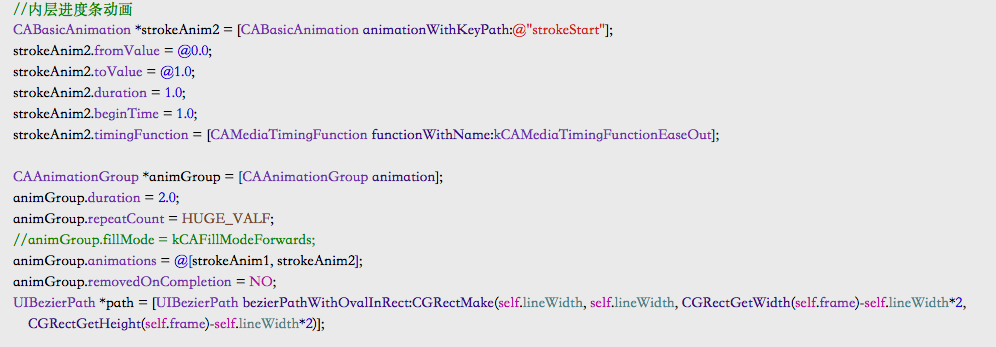 //内层进度条动画
CABasicAnimation *strokeAnim2 = [CABasicAnimation animationWithKeyPath:@"strokeStart"];
strokeAnim2.fromValue = @0.0;
strokeAnim2.toValue = @1.0;
strokeAnim2.duration = 1.0;
strokeAnim2.beginTime = 1.0;
strokeAnim2.timingFunction = [CAMediaTimingFunction functionWithName:kCAMediaTimingFunctionEaseOut];
CAAnimationGroup *animGroup = [CAAnimationGroup animation];
animGroup.duration = 2.0;
animGroup.repeatCount = HUGE_VALF;
//animGroup.fillMode = kCAFillModeForwards;
animGroup.animations = @[strokeAnim1, strokeAnim2];
animGroup.removedOnCompletion = NO;
UIBezierPath *path = [UIBezierPath bezierPathWithOvalInRect:CGRectMake(self.lineWidth, self.lineWidth, CGRectGetWidth(self.frame)-self.lineWidth*2,
CGRectGetHeight(self.frame)-self.lineWidth*2)];